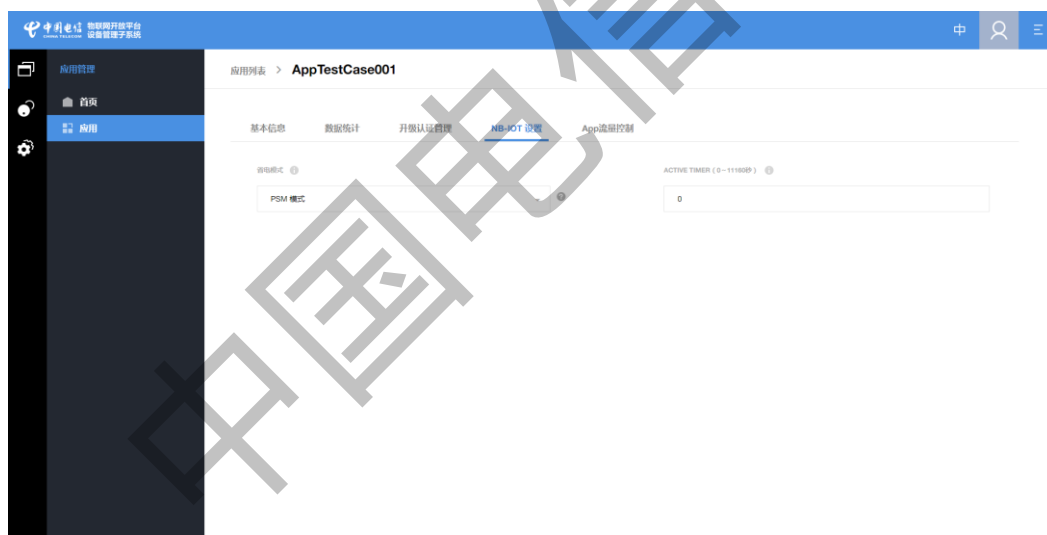 中国电信 物联网开放平台
CHINA TELECOM 设备管理子系统
中
应用管理
首页
应用
应用列表 > AppTestCase001
基本信息 数据统计 升级认证管理 NB-IOT 设置 App流量控制
省电模式 ACTIVE TIMER ( 0~11160秒 )
PSM 模式 0
中国电信